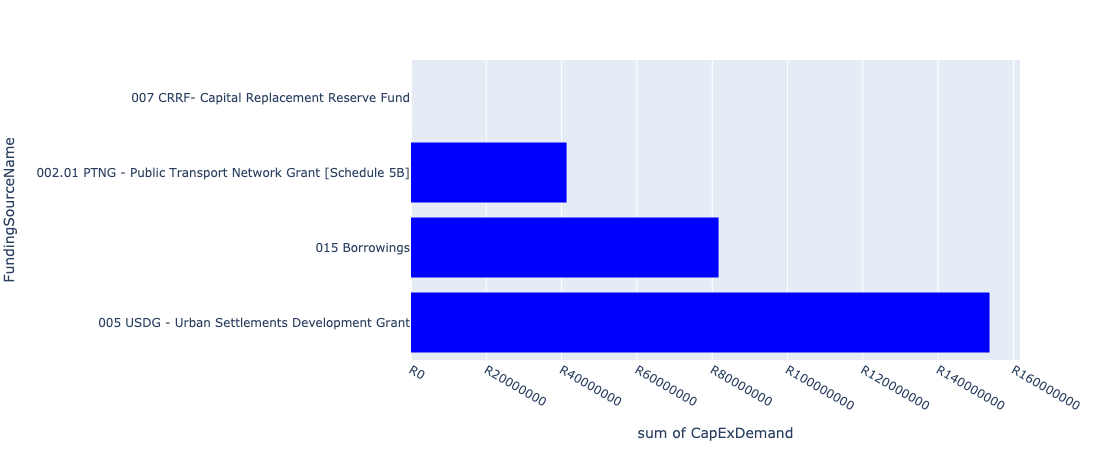 FundingSourceName
007 CRRF- Capital Replacement Reserve Fund
002.01 PTNG - Public Transport Network Grant [Schedule 5B]
015 Borrowings
005 USDG - Urban Settlements Development Grant
R0
R20000000
R40000000
R60000000
R80000000
R100000000
R120000000
R140000000
R160000000
sum of CapExDemand